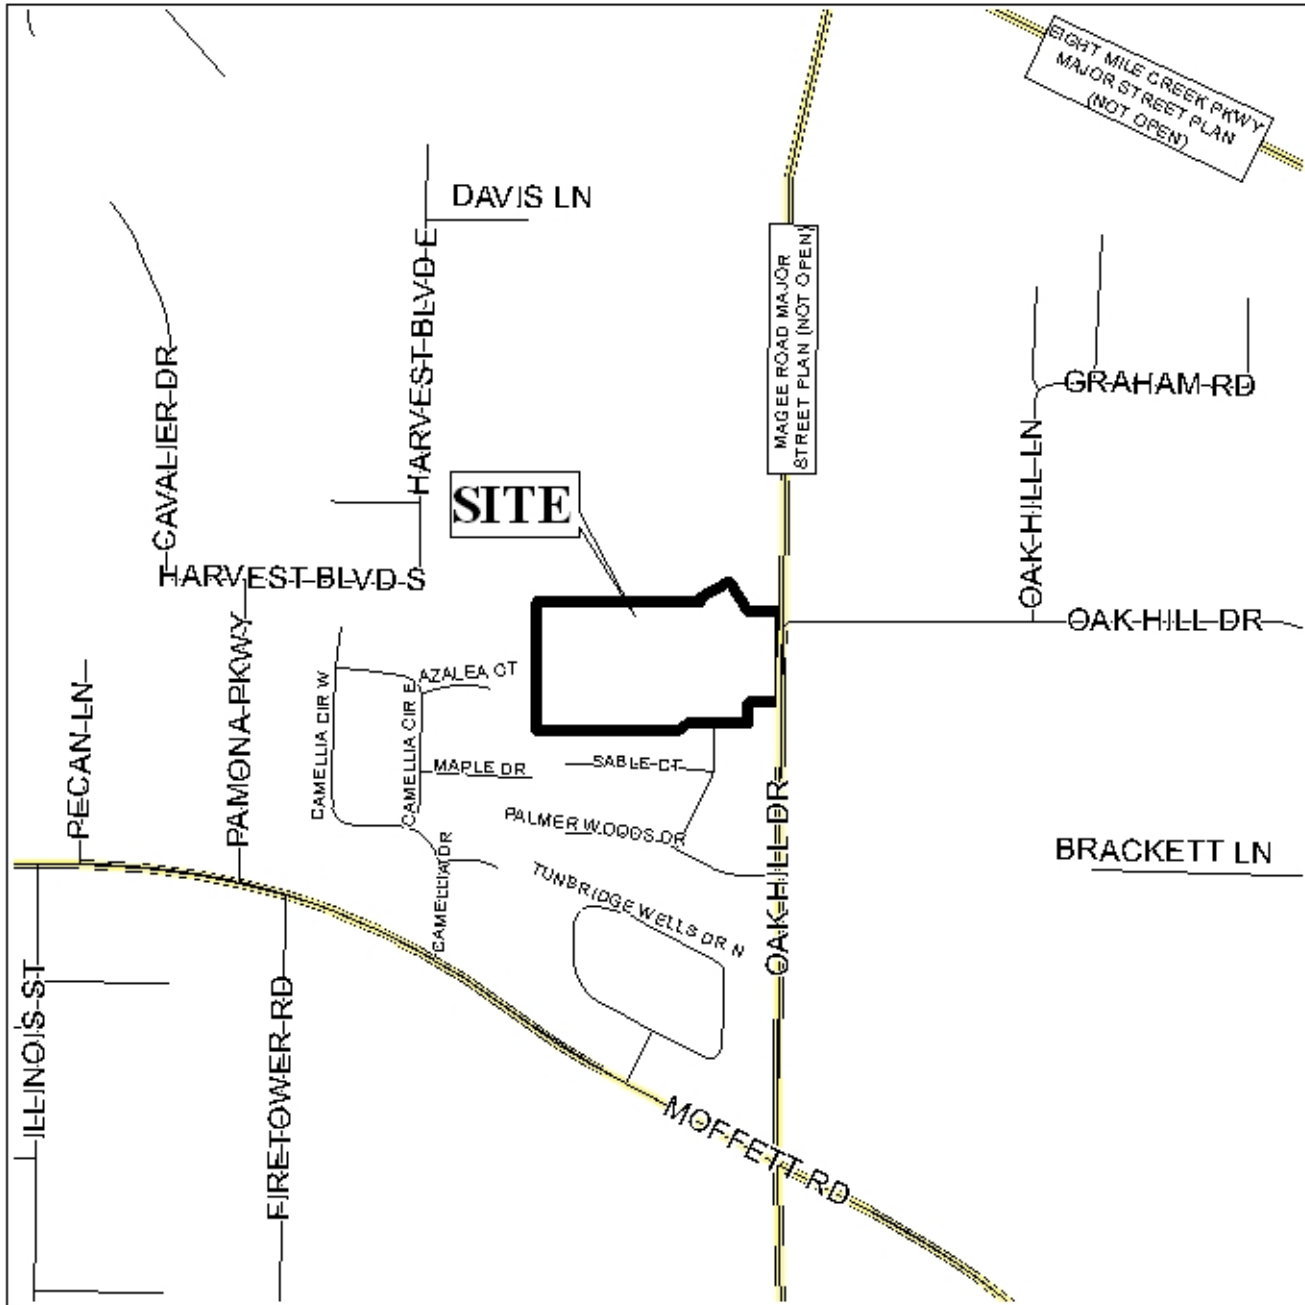 EIGHT MILE CREEK PKWY
MAJOR STREET PLAN
(NOT OPEN)
DAVIS LN
HARVEST BLVD E
MAGEE ROAD MAJOR
STREET PLAN (NOT OPEN)
CAVALIER DR
GRAHAM RD
OAK HILL LN
SITE
HARVEST BLVD S
OAK HILL DR
PECAN LN
PAMONA PKWY
CAMELLIA CIR W
CAMELLIA CIR E
AZALEA CT
MAPLE DR
SABLE CT
PALMER WOODS DR
CAMELLIA DR
TUNBRIDGE WELLS DR N
OAK HILL DR
BRACKETT LN
ILLINOIS ST
FIRETOWER RD
MOFFETT RD